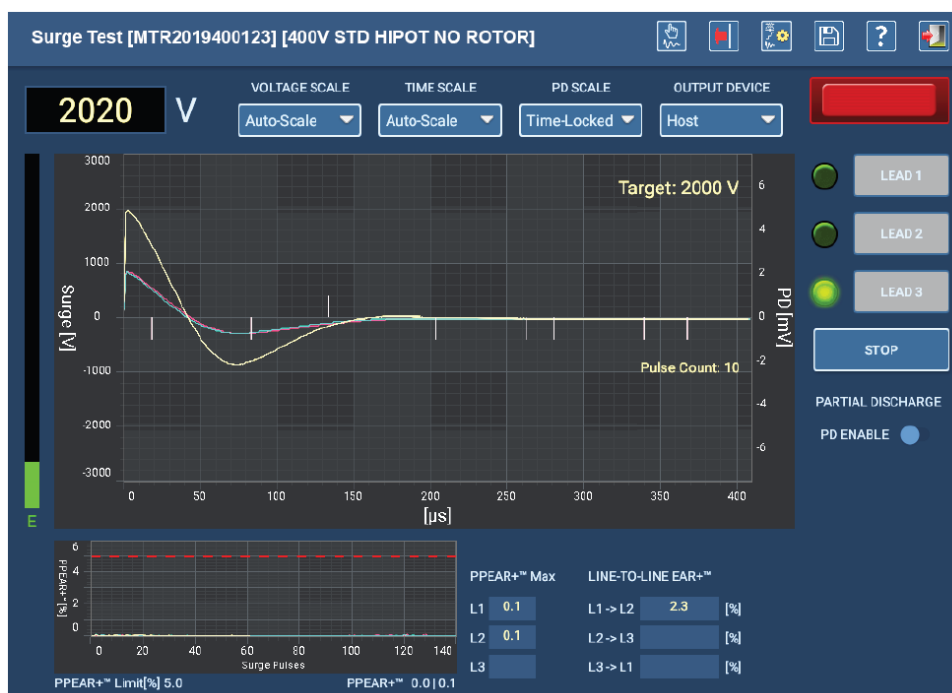 Surge Test [MTR2019400123] [400V STD HIPOT NO ROTOR]
?
VOLTAGE SCALE TIME SCALE PD SCALE OUTPUT DEVICE
2020 V Auto-Scale Auto-Scale Time-Locked Host
3000
2000
1000
0
-1000
-2000
-3000
Surge [V]
Target: 2000 V
Pulse Count: 10
6
4
2
0
-2
-4
-6
PD [mV]
0 50 100 150 200 250 300 350 400
[µs]
E
LEAD 1
LEAD 2
LEAD 3
STOP
PARTIAL DISCHARGE
PD ENABLE
6
4
2
0
PPEAR+™[%]
0 20 40 60 80 100 120 140
Surge Pulses
PPEAR+™ Limit[%] 5.0 PPEAR+™ 0.0|0.1
PPEAR+™ Max LINE-TO-LINE EAR+™
L1 0.1 L1->L2 2.3 [%]
L2 0.1 L2->L3 [%]
L3 L3->L1 [%]